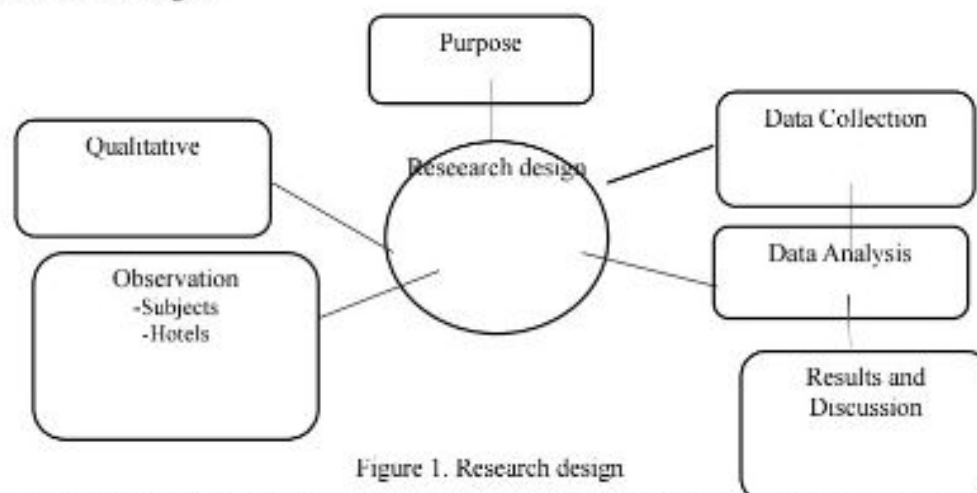 Purpose
Data Collection
Qualitative
Reseearch design
Data Analysis
Observation
-Subjects
-Hotels
Results and
Discussion
Figure 1. Research design